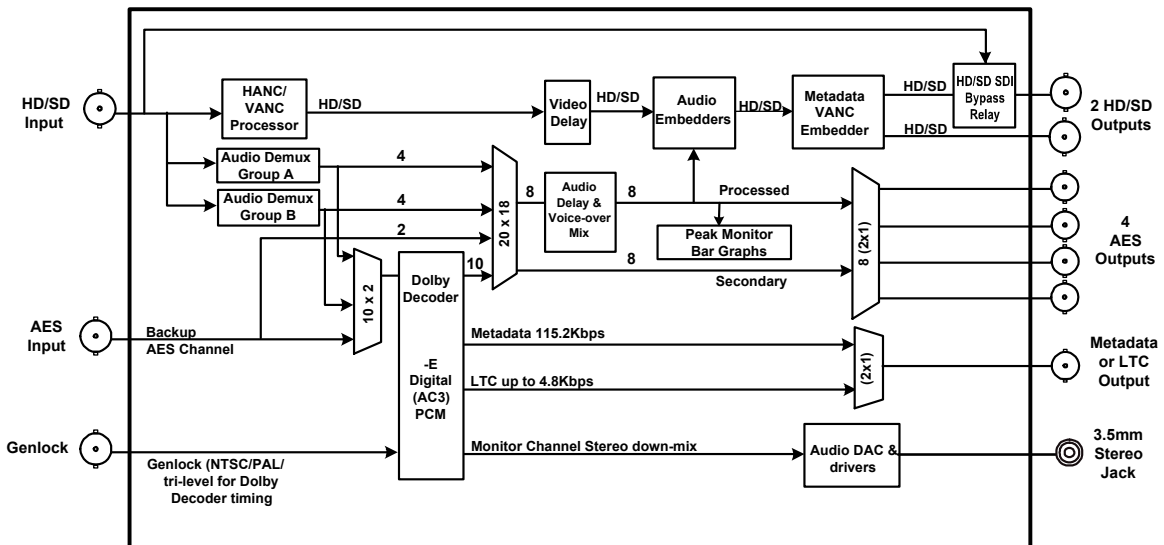 HD/SD
Input
HANC/
VANC
Processor
HD/SD
Video
Delay
HD/SD
Audio
Embedders
HD/SD
Metadata
VANC
Embedder
HD/SD
HD/SD
HD/SD SDI
Bypass
Relay
2 HD/SD
Outputs
Audio Demux
Group A
4
Audio Demux
Group B
4
2
10 x 2
20 x 18
8
Audio
Delay &
Voice-over
Mix
8
Processed
Peak Monitor
Bar Graphs
8
Secondary
8 (2x1)
4
AES
Outputs
Dolby
Decoder
10
-E
Digital
(AC3)
PCM
AES
Input
Backup
AES Channel
Metadata 115.2Kbps
LTC up to 4.8Kbps
(2x1)
Metadata
or LTC
Output
Genlock
Genlock (NTSC/PAL/
tri-level for Dolby
Decoder timing
Monitor Channel Stereo down-mix
Audio DAC &
drivers
3.5mm
Stereo
Jack